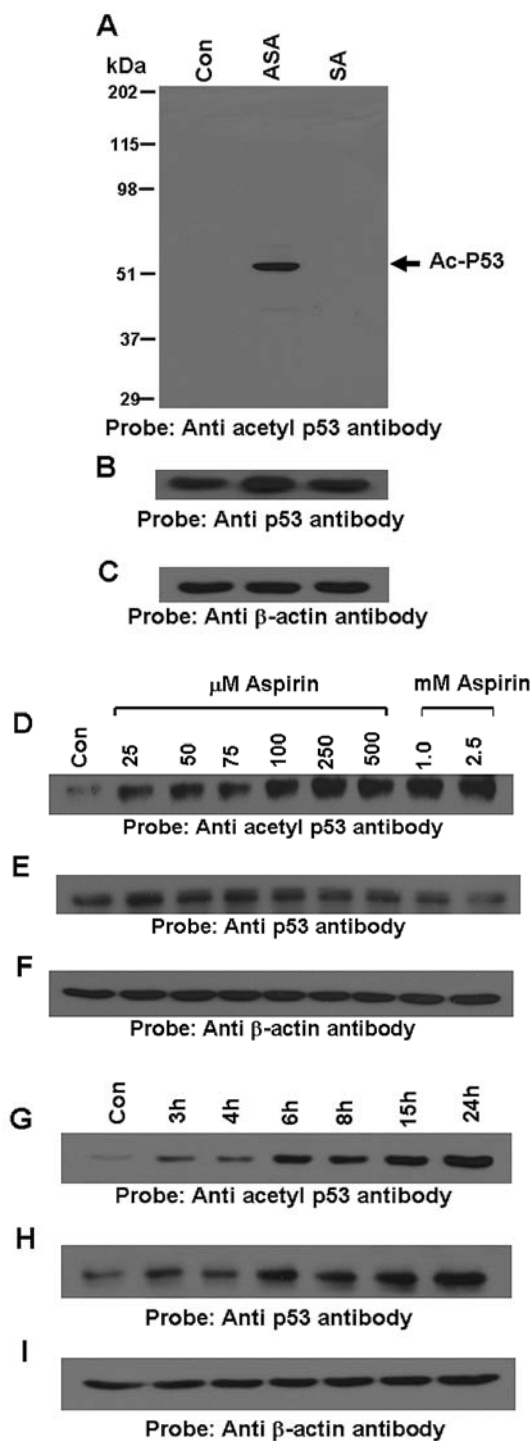 A
kDa
Con ASA SA
202
115
98
51
37
29
Ac-P53
Probe: Anti acetyl p53 antibody
B
Probe: Anti p53 antibody
C
Probe: Anti β-actin antibody
μM Aspirin mM Aspirin
D
Con 25 50 75 100 250 500 1.0 2.5
Probe: Anti acetyl p53 antibody
E
Probe: Anti p53 antibody
F
Probe: Anti β-actin antibody
G
Con 3h 4h 6h 8h 15h 24h
Probe: Anti acetyl p53 antibody
H
Probe: Anti p53 antibody
I
Probe: Anti β-actin antibody